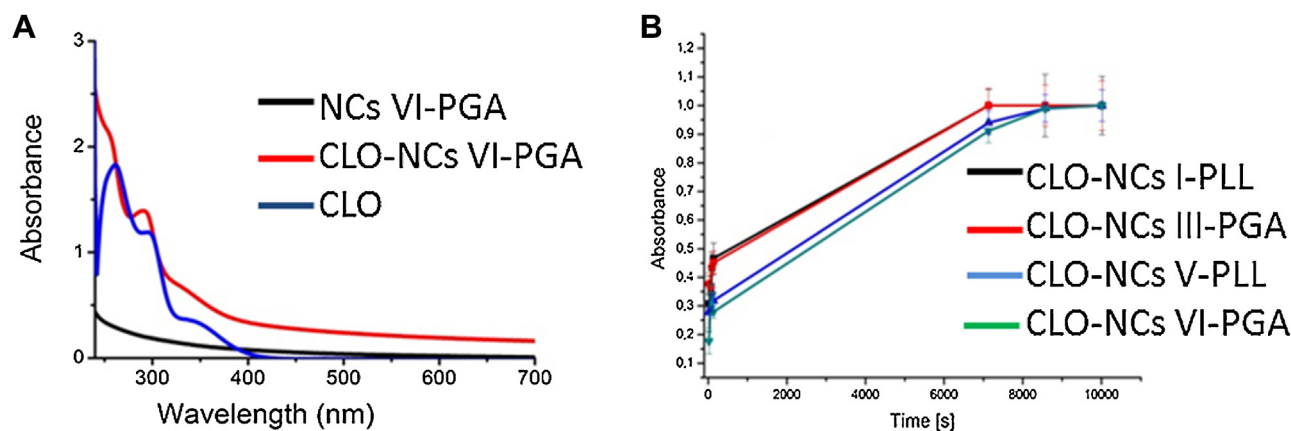 A
3
2
1
0
Absorbance
300
400
500
600
700
Wavelength (nm)
NCs VI-PGA
CLO-NCs VI-PGA
CLO
B
1,2
1,1
1,0
0,9
0,8
0,7
0,6
0,5
0,4
0,3
0,2
0,1
Absorbance
0
2000
4000
6000
8000
10000
Time [s]
CLO-NCs I-PLL
CLO-NCs III-PGA
CLO-NCs V-PLL
CLO-NCs VI-PGA